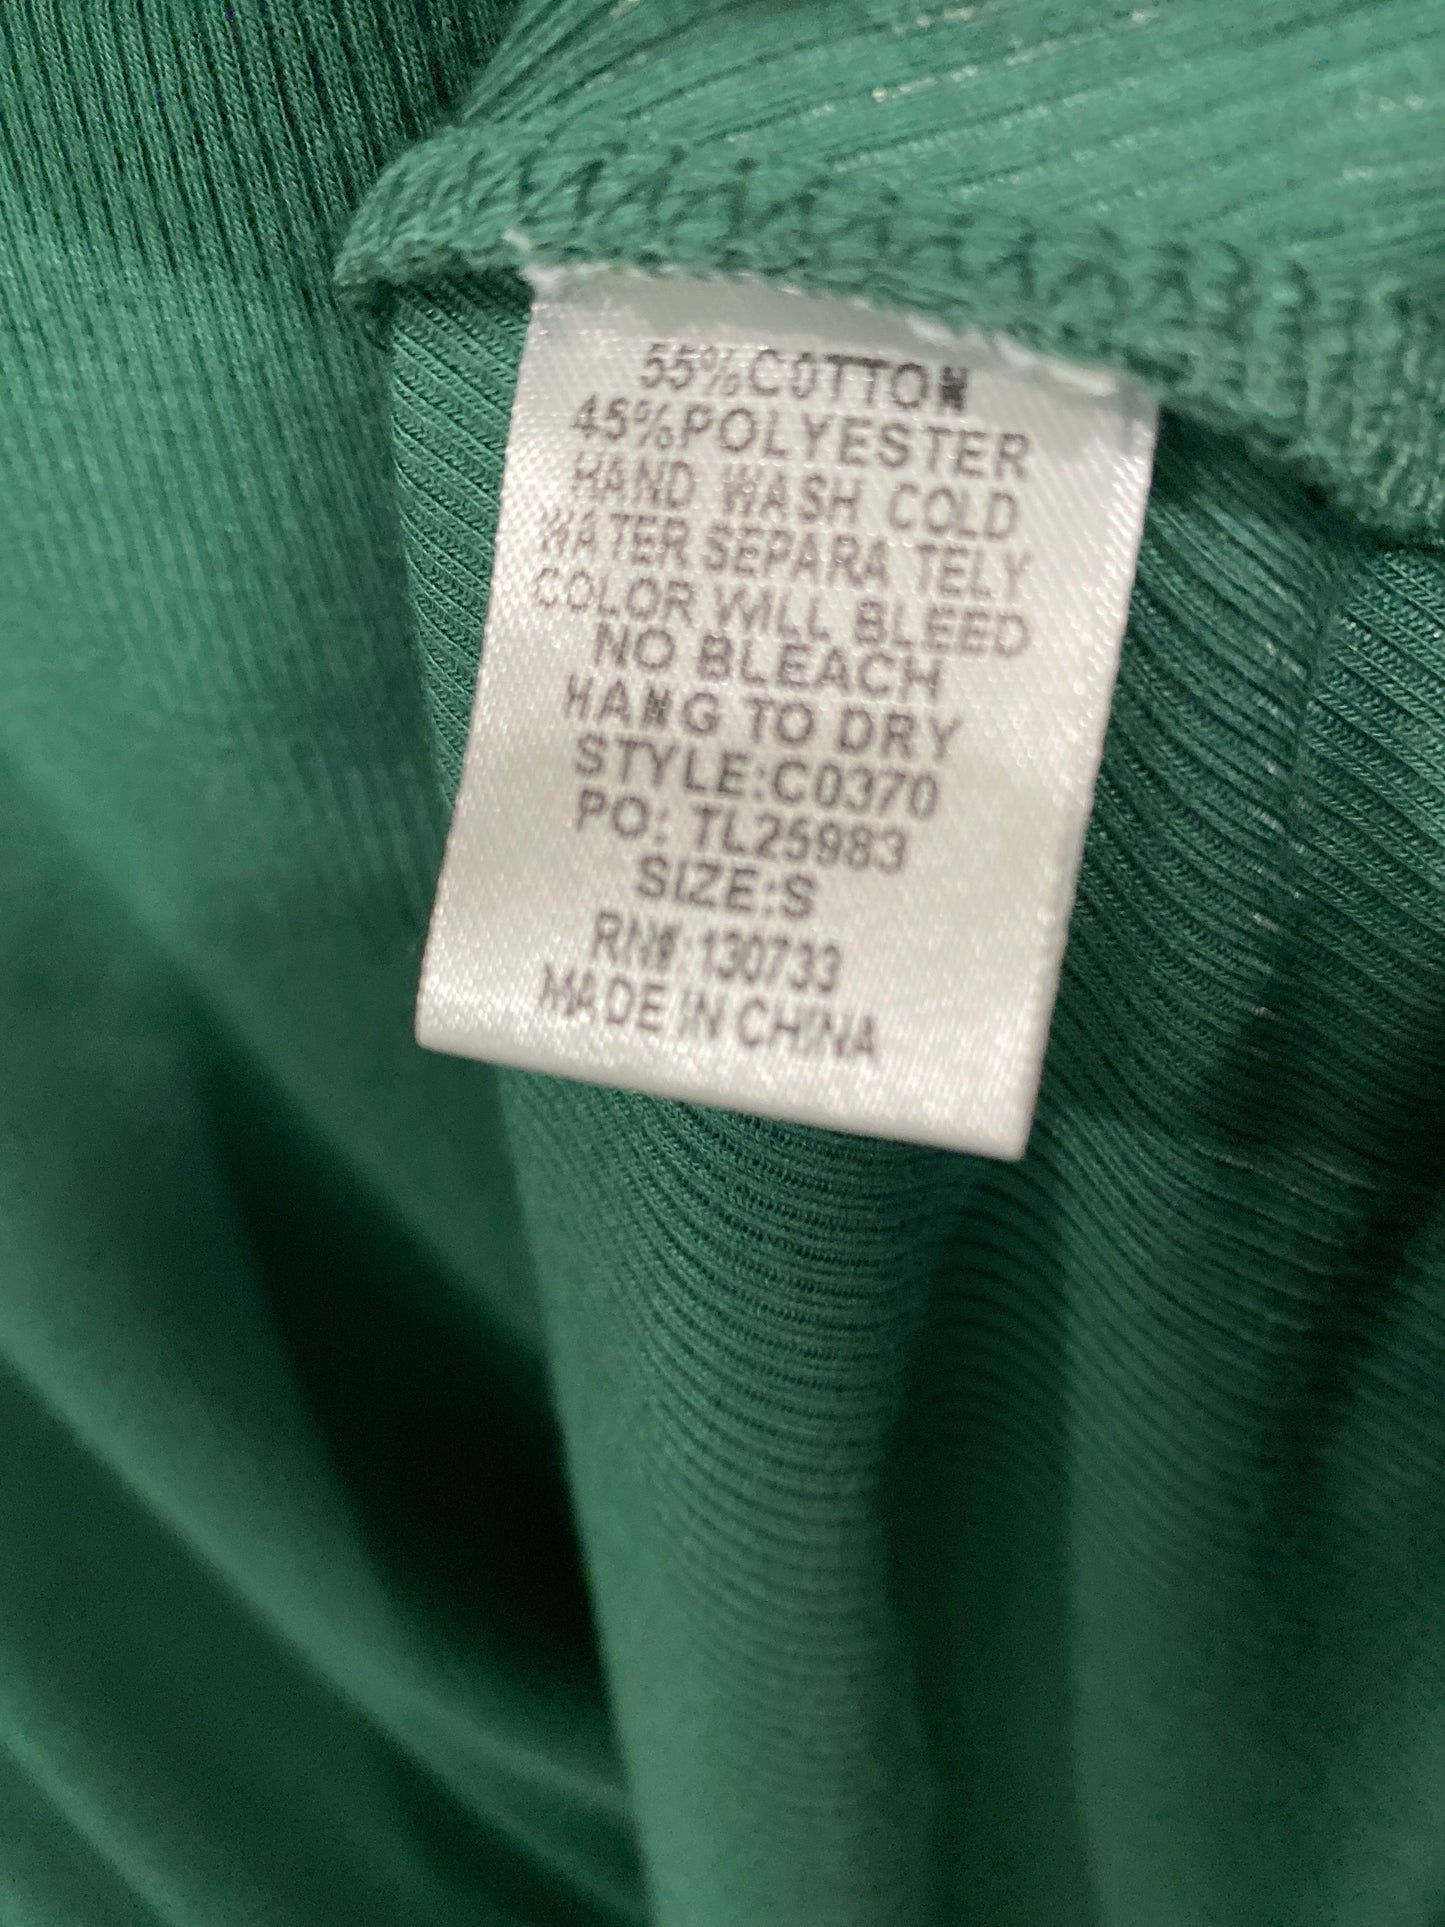 55%COTTON
45%POLYESTER
HAND WASH COLD
WATER SEPARA TELY
COLOR WILL BLEED
NO BLEACH
HANG TO DRY
STYLE:C0370
PO: TL25983
SIZE:S
RN#:130733
MADE IN CHINA